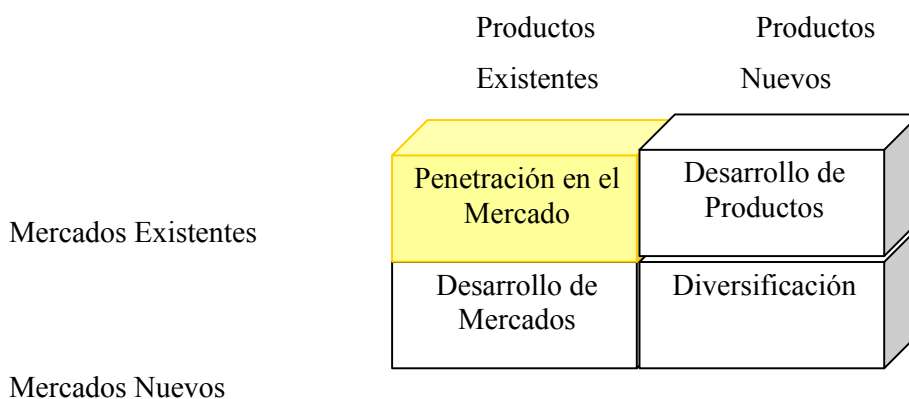 Productos Productos
Existentes Nuevos
Penetración en el
Mercado
Desarrollo de
Productos
Mercados Existentes
Desarrollo de
Mercados
Diversificación
Mercados Nuevos